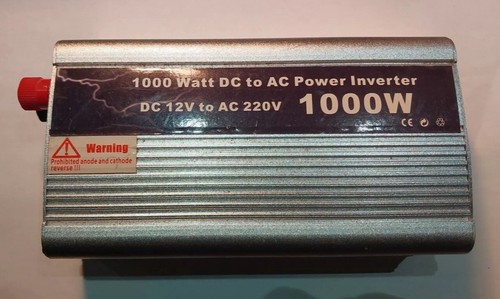 1000 Watt DC to AC Power Inverter
DC 12V to AC 220V 1000W
CE
Warning
Prohibited anode and cathode
reverse !!!